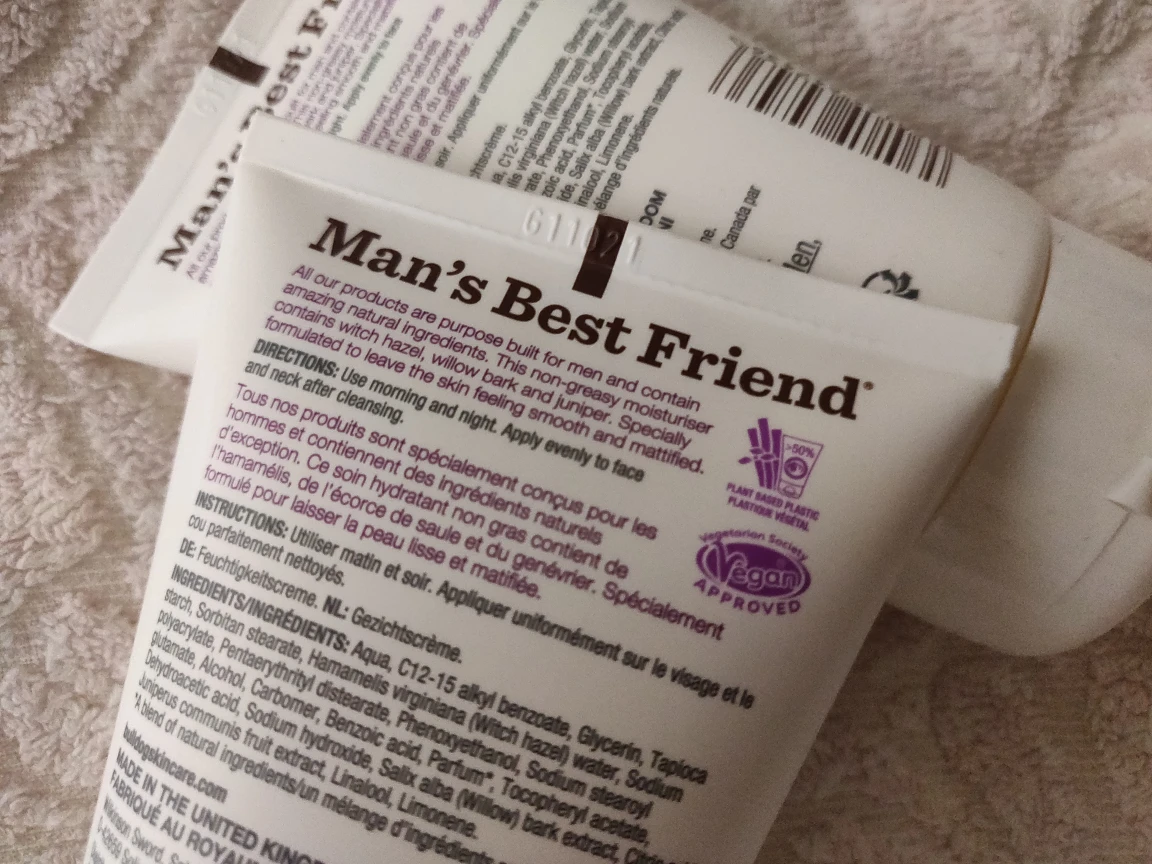 611021
Man's Best Friend
All our products are purpose built for men and contain
amazing natural ingredients. This non-greasy moisturiser
contains witch hazel, willow bark and juniper. Specially
formulated to leave the skin feeling smooth and mattified.
DIRECTIONS: Use morning and night. Apply evenly to face
and neck after cleansing.
Tous nos produits sont spécialement conçus pour les
hommes et contiennent des ingrédients naturels
d'exception. Ce soin hydratant non gras contient de
l'hamamélis, de l'écorce de saule et du genévrier. Spécialement
formulé pour laisser la peau lisse et matifiée.
INSTRUCTIONS: Utiliser matin et soir. Appliquer uniformément sur le visage et le
cou parfaitement nettoyés.
DE: Feuchtigkeitscreme. NL: Gezichtscrème.
INGREDIENTS/INGRÉDIENTS: Aqua, C12-15 alkyl benzoate, Glycerin, Tapioca
starch, Sorbitan stearate, Hamamelis virginiana (Witch hazel) water, Sodium
polyacrylate, Pentaerythrityl distearate, Phenoxyethanol, Sodium stearoyl
glutamate, Alcohol, Carbomer, Benzoic acid, Parfum*, Tocopheryl acetate,
Dehydroacetic acid, Sodium hydroxide, Salix alba (Willow) bark extract,
Juniperus communis fruit extract, Linalool, Limonene.
*A blend of natural ingredients/un mélange d'ingrédients
bulldogskincare.com
MADE IN THE UNITED
FABRIQUÉ AU
Sword,
>50%
PLANT BASED PLASTIC
PLASTIQUE VÉGÉTAL
Vegetarian Society
Vegan
APPROVED
Man's Best
Canada par